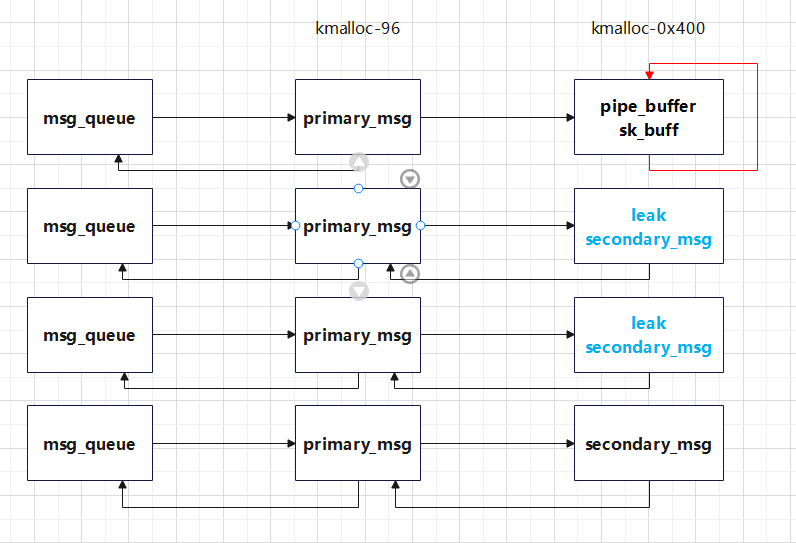 kmalloc-96
kmalloc-0x400
msg_queue
primary_msg
pipe_buffer
sk_buff
msg_queue
primary_msg
leak
secondary_msg
msg_queue
primary_msg
leak
secondary_msg
msg_queue
primary_msg
secondary_msg